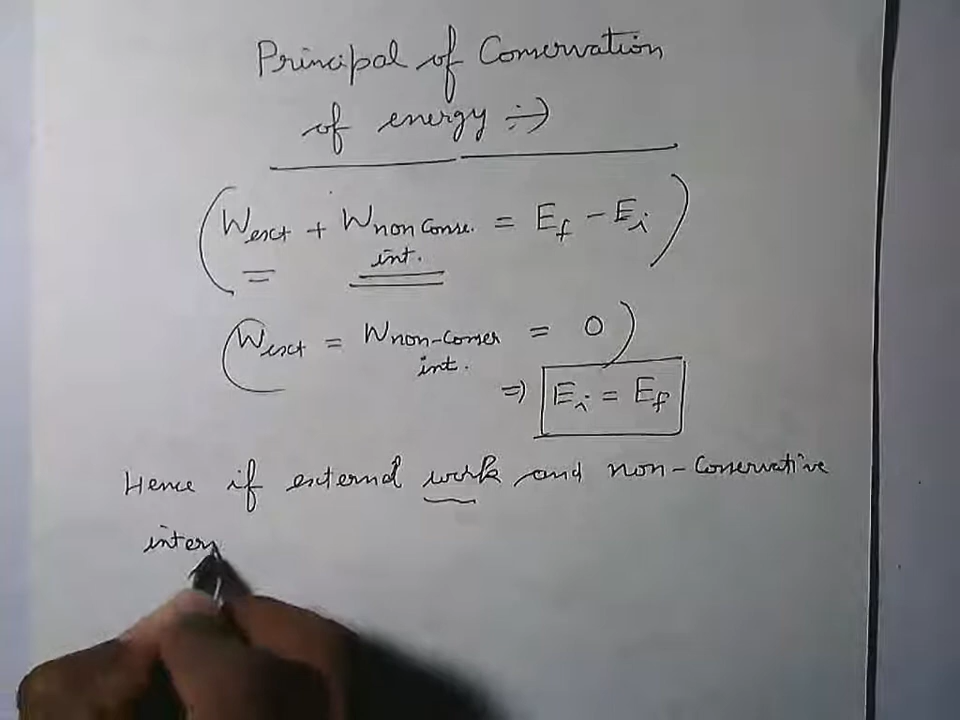 Principal of Conservation
of energy :→
(Wext + Wnon Conse. = Ef - Ei)
int.
(Wext = Wnon-conser = 0)
int.
⇒ Ei = Ef
Hence if external work and non-Conservative
intern